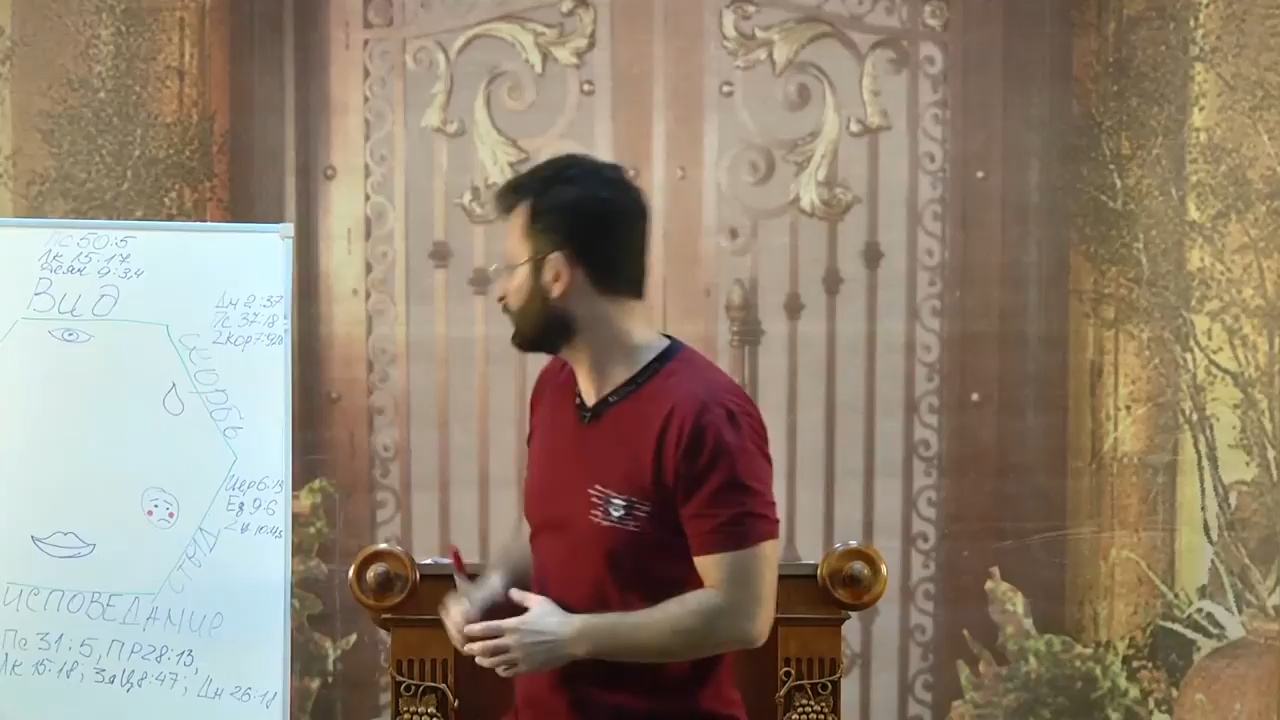 Пс 50:5
Лк 15:17
Деян 9:3,4
Вид
Дн 2:37
Пс 37:18
2Кор 7:9,10
СКОРБЬ
Иер 6:15
Ез 9:6
СТЫД
ИСПОВЕДАНИЕ
Пс 31:5, ПР 28:13,
Лк 15:18; 3аЦ 8:47; Дн 26:18